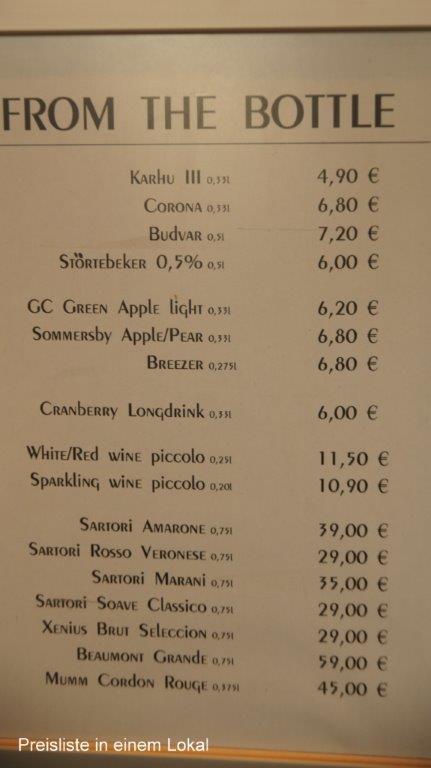 FROM THE BOTTLE
Karhu III 0,33l 4,90 €
Corona 0,33l 6,80 €
Budvar 0,5l 7,20 €
Störtebeker 0,5% 0,5l 6,00 €
GC Green Apple light 0,33l 6,20 €
Sommersby Apple/Pear 0,33l 6,80 €
Breezer 0,275l 6,80 €
Cranberry Longdrink 0,33l 6,00 €
White/Red wine piccolo 0,25l 11,50 €
Sparkling wine piccolo 0,20l 10,90 €
Sartori Amarone 0,75l 39,00 €
Sartori Rosso Veronese 0,75l 29,00 €
Sartori Marani 0,75l 35,00 €
Sartori Soave Classico 0,75l 29,00 €
Xenius Brut Seleccion 0,75l 29,00 €
Beaumont Grande 0,75l 59,00 €
Mumm Cordon Rouge 0,375l 45,00 €
Preisliste in einem Lokal